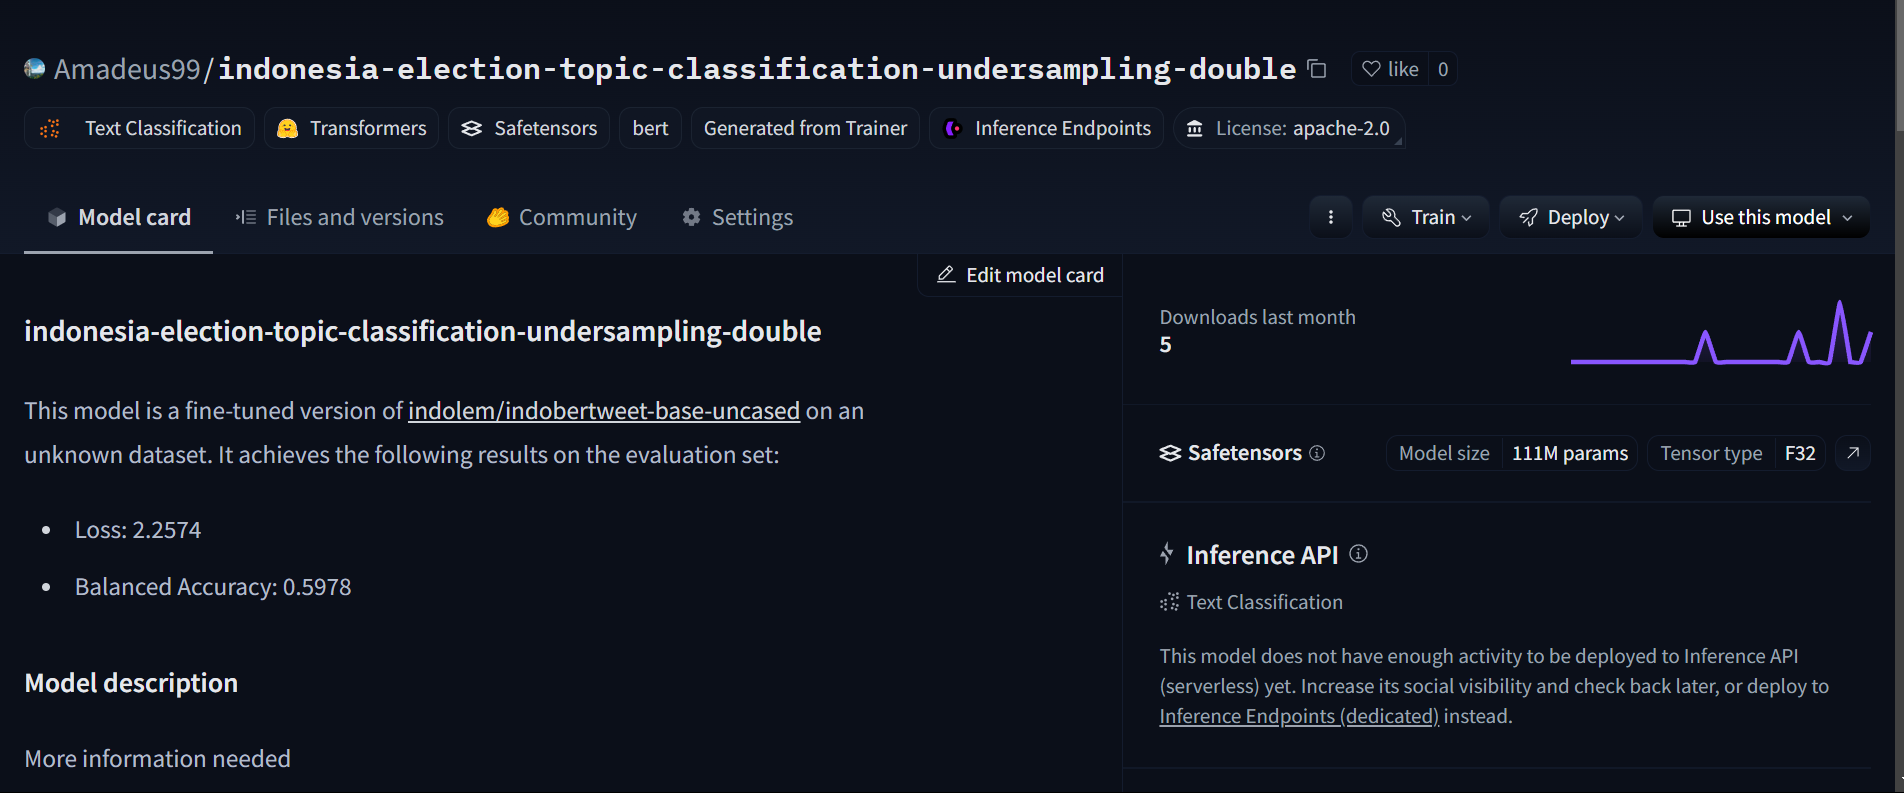 Amadeus99/indonesia-election-topic-classification-undersampling-double like 0
Text Classification Transformers Safetensors bert Generated from Trainer Inference Endpoints License: apache-2.0
Model card Files and versions Community Settings Train Deploy Use this model
Edit model card
indonesia-election-topic-classification-undersampling-double
This model is a fine-tuned version of indolem/indobertweet-base-uncased on an
unknown dataset. It achieves the following results on the evaluation set:
• Loss: 2.2574
• Balanced Accuracy: 0.5978
Model description
More information needed
Downloads last month
5
Safetensors Model size 111M params Tensor type F32
Inference API
Text Classification
This model does not have enough activity to be deployed to Inference API
(serverless) yet. Increase its social visibility and check back later, or deploy to
Inference Endpoints (dedicated) instead.